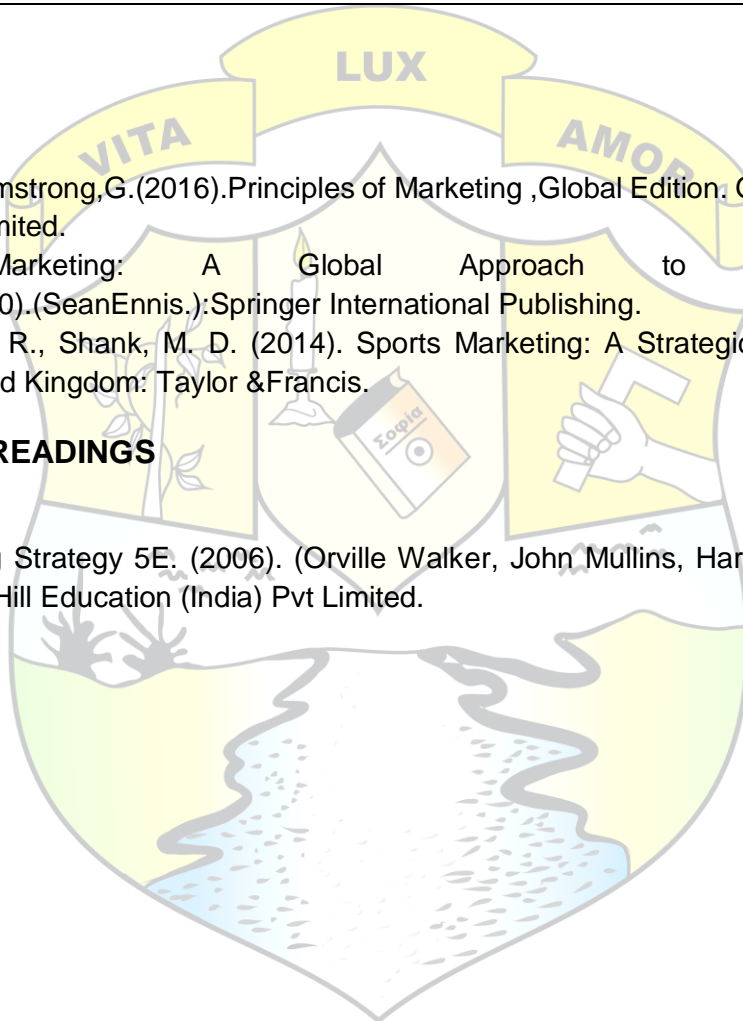 LUX
VITA
AMOR
mstrong,G.(2016).Principles of Marketing ,Global Edition.
mited.
Marketing: A Global Approach to
0).(SeanEnnis.):Springer International Publishing.
R., Shank, M. D. (2014). Sports Marketing: A Strategic
d Kingdom: Taylor &Francis.
READINGS
g Strategy 5E. (2006). (Orville Walker, John Mullins, Har
Hill Education (India) Pvt Limited.
Σοφία